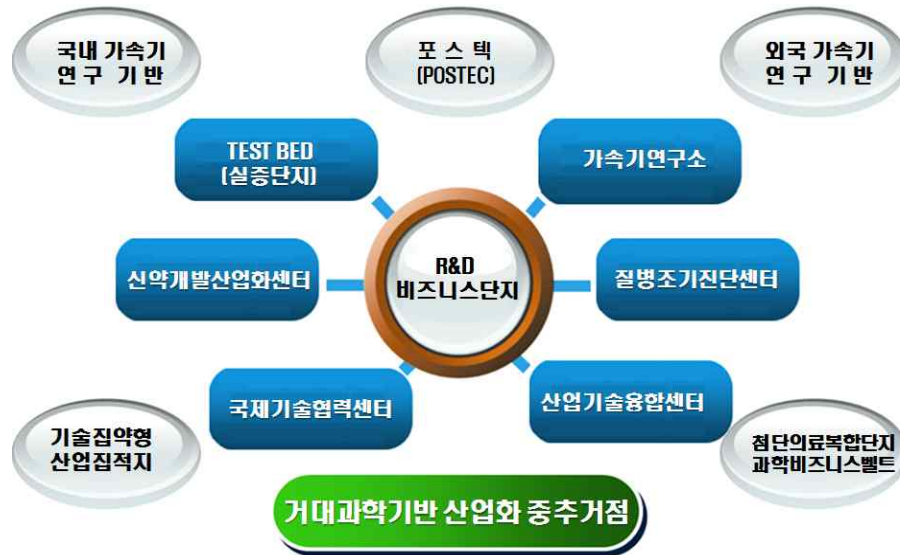 국내 가속기
연구 기반
포 스 텍
(POSTEC)
외국 가속기
연구 기반
TEST BED
(실증단지)
가속기연구소
신약개발산업화센터
R&D
비즈니스단지
질병조기진단센터
국제기술협력센터
산업기술융합센터
기술집약형
산업집적지
첨단의료복합단지
과학비즈니스벨트
거대과학기반 산업화 중추거점